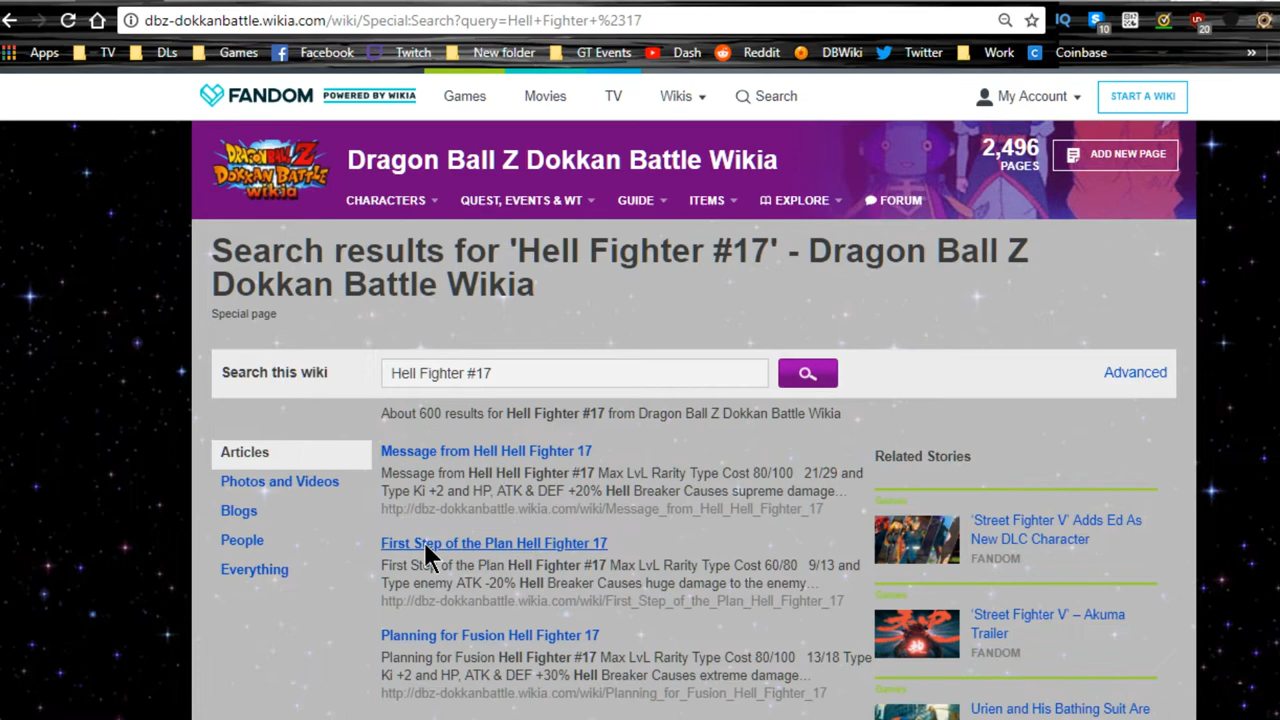 dbz-dokkanbattle.wikia.com/wiki/Special:Search?query=Hell+Fighter+%2317
IQ
10
20
Apps TV DLs Games Facebook Twitch New folder GT Events Dash Reddit DBWiki Twitter Work Coinbase »
FANDOM POWERED BY WIKIA Games Movies TV Wikis Search My Account START A WIKI
DRAGON BALL Z DOKKAN BATTLE wikia
Dragon Ball Z Dokkan Battle Wikia
2,496 PAGES
ADD NEW PAGE
CHARACTERS QUEST, EVENTS & WT GUIDE ITEMS EXPLORE FORUM
Search results for 'Hell Fighter #17' - Dragon Ball Z
Dokkan Battle Wikia
Special page
Search this wiki Hell Fighter #17 Advanced
About 600 results for Hell Fighter #17 from Dragon Ball Z Dokkan Battle Wikia
Articles
Photos and Videos
Blogs
People
Everything
Message from Hell Hell Fighter 17
Message from Hell Hell Fighter #17 Max LvL Rarity Type Cost 80/100 21/29 and
Type Ki +2 and HP, ATK & DEF +20% Hell Breaker Causes supreme damage...
http://dbz-dokkanbattle.wikia.com/wiki/Message_from_Hell_Hell_Fighter_17
First Step of the Plan Hell Fighter 17
First Step of the Plan Hell Fighter #17 Max LvL Rarity Type Cost 60/80 9/13 and
Type enemy ATK -20% Hell Breaker Causes huge damage to the enemy...
http://dbz-dokkanbattle.wikia.com/wiki/First_Step_of_the_Plan_Hell_Fighter_17
Planning for Fusion Hell Fighter 17
Planning for Fusion Hell Fighter #17 Max LvL Rarity Type Cost 80/100 13/18 Type
Ki +2 and HP, ATK & DEF +30% Hell Breaker Causes extreme damage...
http://dbz-dokkanbattle.wikia.com/wiki/Planning_for_Fusion_Hell_Fighter_17
Related Stories
Games
'Street Fighter V' Adds Ed As
New DLC Character
FANDOM
Games
'Street Fighter V' – Akuma
Trailer
FANDOM
Games
Urien and His Bathing Suit Are